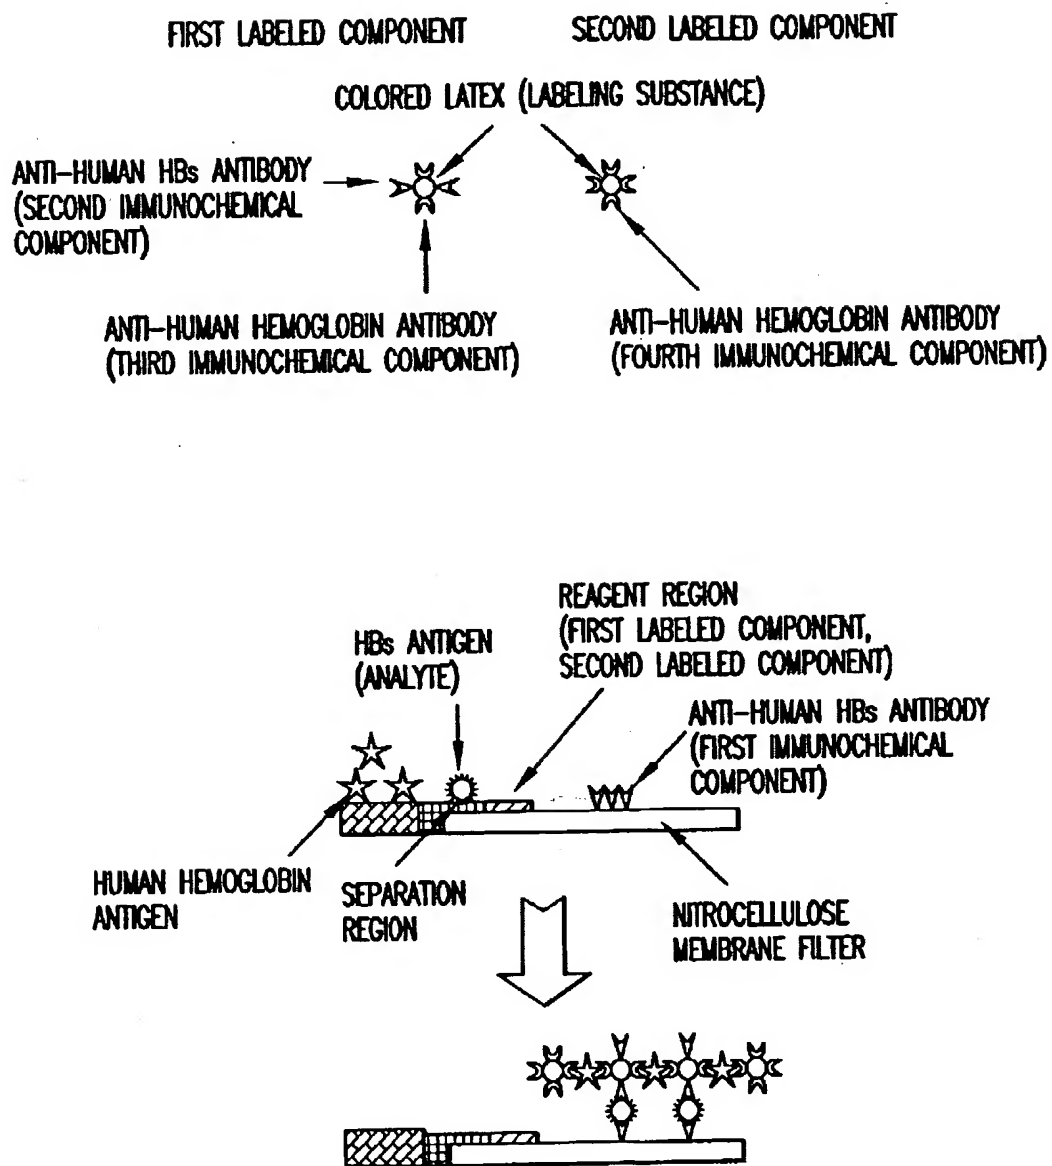 FIRST LABELED COMPONENT
SECOND LABELED COMPONENT
COLORED LATEX (LABELING SUBSTANCE)
ANTI-HUMAN HBs ANTIBODY
(SECOND IMMUNOCHEMICAL
COMPONENT)
ANTI-HUMAN HEMOGLOBIN ANTIBODY
(THIRD IMMUNOCHEMICAL COMPONENT)
ANTI-HUMAN HEMOGLOBIN ANTIBODY
(FOURTH IMMUNOCHEMICAL COMPONENT)
REAGENT REGION
(FIRST LABELED COMPONENT,
SECOND LABELED COMPONENT)
HBs ANTIGEN
(ANALYTE)
ANTI-HUMAN HBs ANTIBODY
(FIRST IMMUNOCHEMICAL
COMPONENT)
HUMAN HEMOGLOBIN
ANTIGEN
SEPARATION
REGION
NITROCELLULOSE
MEMBRANE FILTER